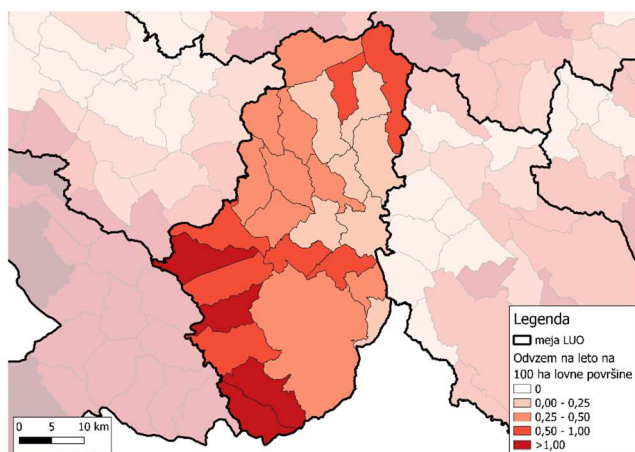 Legenda
meja LUO
Odvzem na leto na
100 ha lovne površine
0
0,00 - 0,25
0,25 - 0,50
0,50 - 1,00
>1,00
0 5 10 km